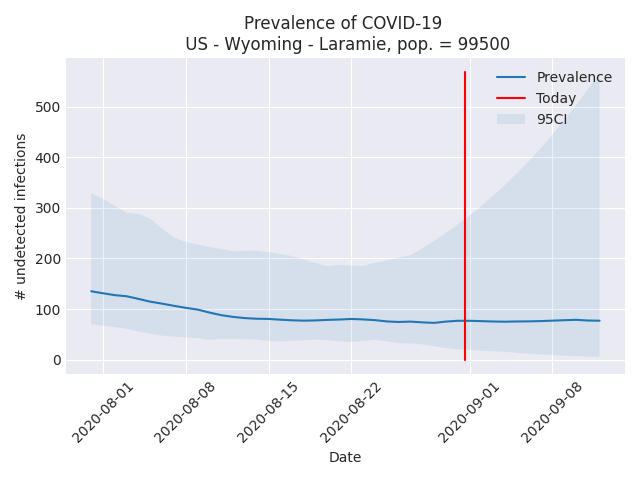 Prevalence of COVID-19
US - Wyoming - Laramie, pop. = 99500
Prevalence
Today
95CI
# undetected infections
500
400
300
200
100
0
2020-08-01
2020-08-08
2020-08-15
2020-08-22
2020-09-01
2020-09-08
Date